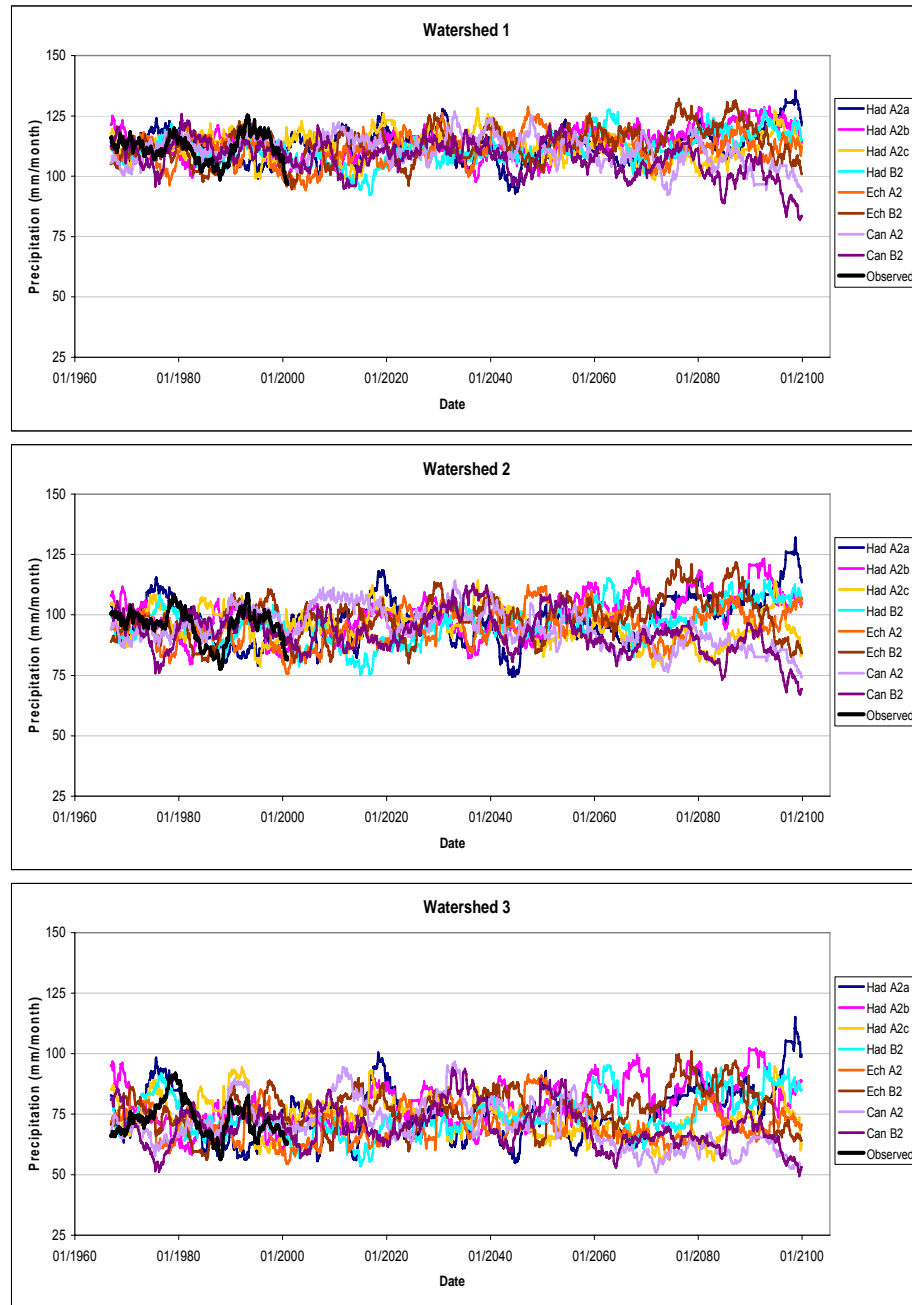 Watershed 1
Precipitation (mm/month)
150
125
100
75
50
25
01/1960 01/1980 01/2000 01/2020 01/2040 01/2060 01/2080 01/2100
Date
Had A2a
Had A2b
Had A2c
Had B2
Ech A2
Ech B2
Can A2
Can B2
Observed
Watershed 2
Precipitation (mm/month)
150
125
100
75
50
25
01/1960 01/1980 01/2000 01/2020 01/2040 01/2060 01/2080 01/2100
Date
Had A2a
Had A2b
Had A2c
Had B2
Ech A2
Ech B2
Can A2
Can B2
Observed
Watershed 3
Precipitation (mm/month)
150
125
100
75
50
25
01/1960 01/1980 01/2000 01/2020 01/2040 01/2060 01/2080 01/2100
Date
Had A2a
Had A2b
Had A2c
Had B2
Ech A2
Ech B2
Can A2
Can B2
Observed